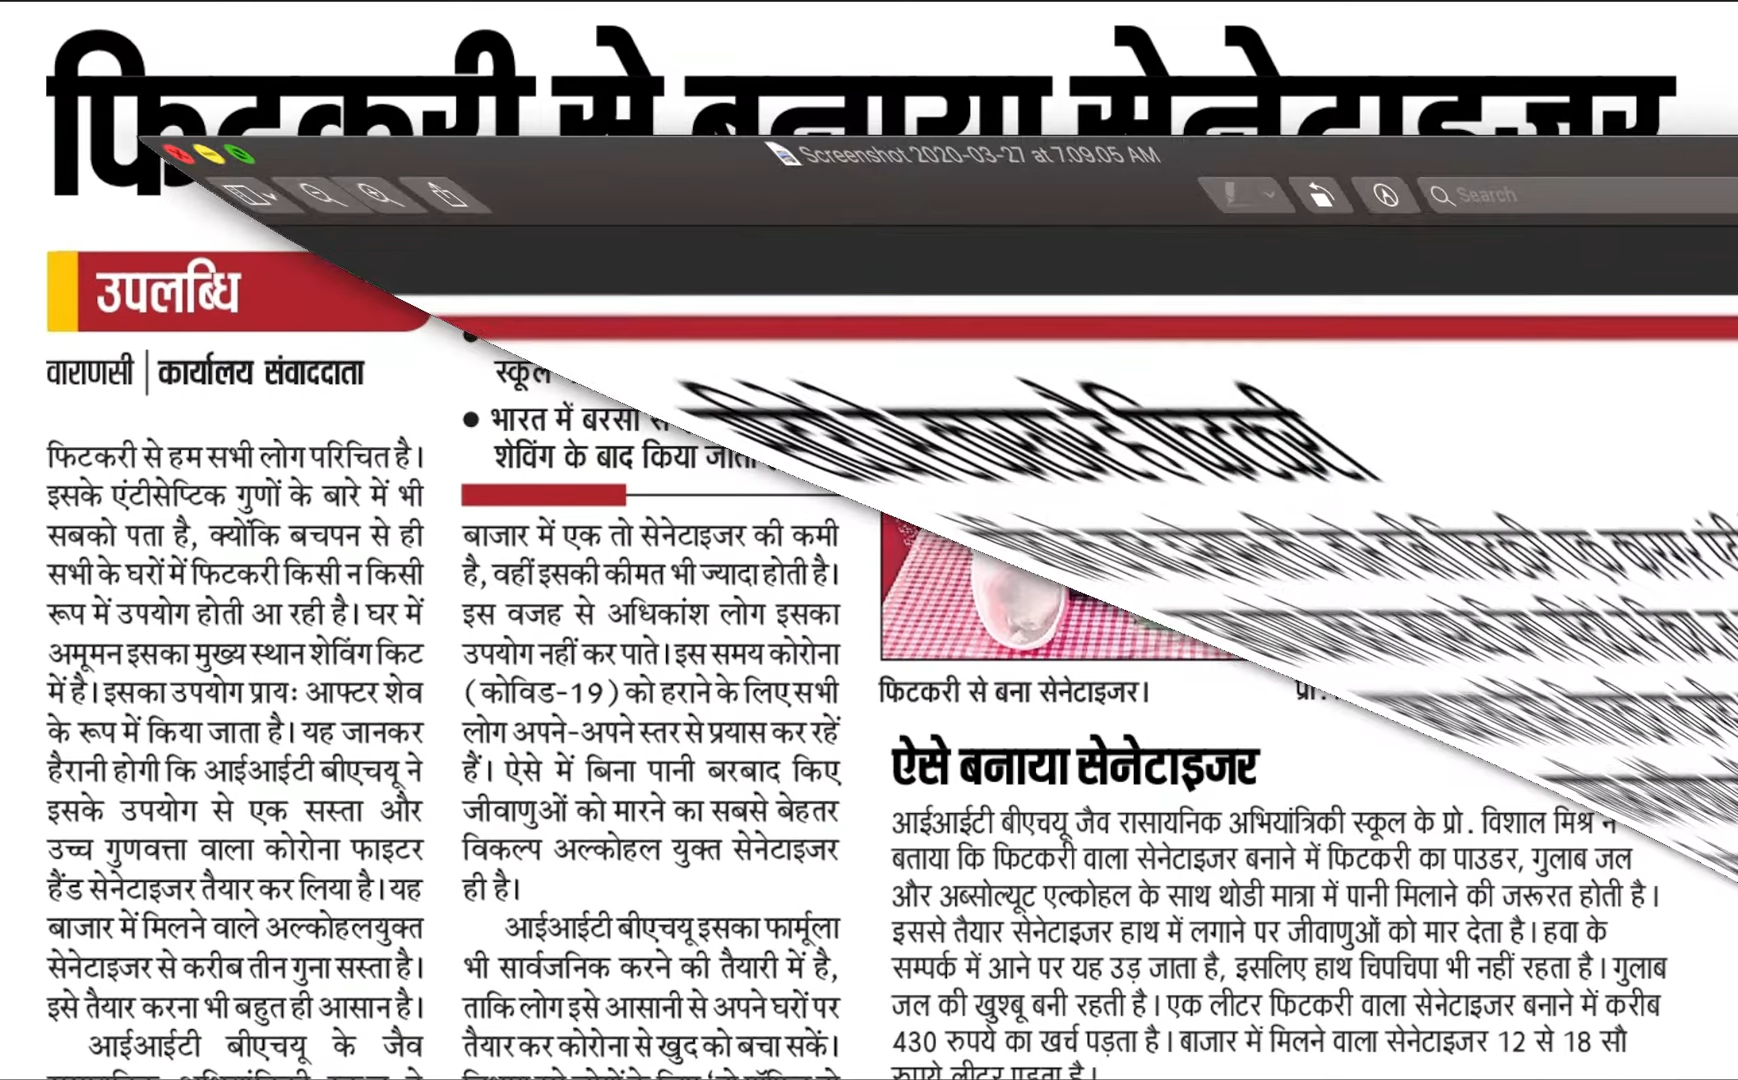 फिटकरी से बनाया सेनेटाइजर
Screenshot 2020-03-27 at 7.09.05 AM
Search
उपलब्धि
वाराणसी | कार्यालय संवाददाता
फिटकरी से हम सभी लोग परिचित है।
इसके एंटीसेप्टिक गुणों के बारे में भी
सबको पता है, क्योंकि बचपन से ही
सभी के घरों में फिटकरी किसी न किसी
रूप में उपयोग होती आ रही है। घर में
अमूमन इसका मुख्य स्थान शेविंग किट
में है। इसका उपयोग प्रायः आफ्टर शेव
के रूप में किया जाता है। यह जानकर
हैरानी होगी कि आईआईटी बीएचयू ने
इसके उपयोग से एक सस्ता और
उच्च गुणवत्ता वाला कोरोना फाइटर
हैंड सेनेटाइजर तैयार कर लिया है। यह
बाजार में मिलने वाले अल्कोहलयुक्त
सेनेटाइजर से करीब तीन गुना सस्ता है।
इसे तैयार करना भी बहुत ही आसान है।
आईआईटी बीएचयू के जैव
स्कूल
● भारत में बरसों से
शेविंग के बाद किया जाता
बाजार में एक तो सेनेटाइजर की कमी
है, वहीं इसकी कीमत भी ज्यादा होती है।
इस वजह से अधिकांश लोग इसका
उपयोग नहीं कर पाते। इस समय कोरोना
(कोविड-19) को हराने के लिए सभी
लोग अपने-अपने स्तर से प्रयास कर रहें
हैं। ऐसे में बिना पानी बरबाद किए
जीवाणुओं को मारने का सबसे बेहतर
विकल्प अल्कोहल युक्त सेनेटाइजर
ही है।
आईआईटी बीएचयू इसका फार्मूला
भी सार्वजनिक करने की तैयारी में है,
ताकि लोग इसे आसानी से अपने घरों पर
तैयार कर कोरोना से खुद को बचा सकें।
फिटकरी से बना सेनेटाइजर।
प्रो.
ऐसे बनाया सेनेटाइजर
आईआईटी बीएचयू जैव रासायनिक अभियांत्रिकी स्कूल के प्रो. विशाल मिश्र ने
बताया कि फिटकरी वाला सेनेटाइजर बनाने में फिटकरी का पाउडर, गुलाब जल
और अब्सोल्यूट एल्कोहल के साथ थोडी मात्रा में पानी मिलाने की जरूरत होती है।
इससे तैयार सेनेटाइजर हाथ में लगाने पर जीवाणुओं को मार देता है। हवा के
सम्पर्क में आने पर यह उड़ जाता है, इसलिए हाथ चिपचिपा भी नहीं रहता है। गुलाब
जल की खुश्बू बनी रहती है। एक लीटर फिटकरी वाला सेनेटाइजर बनाने में करीब
430 रुपये का खर्च पड़ता है। बाजार में मिलने वाला सेनेटाइजर 12 से 18 सौ
रुपये लीटर पड़ता है।